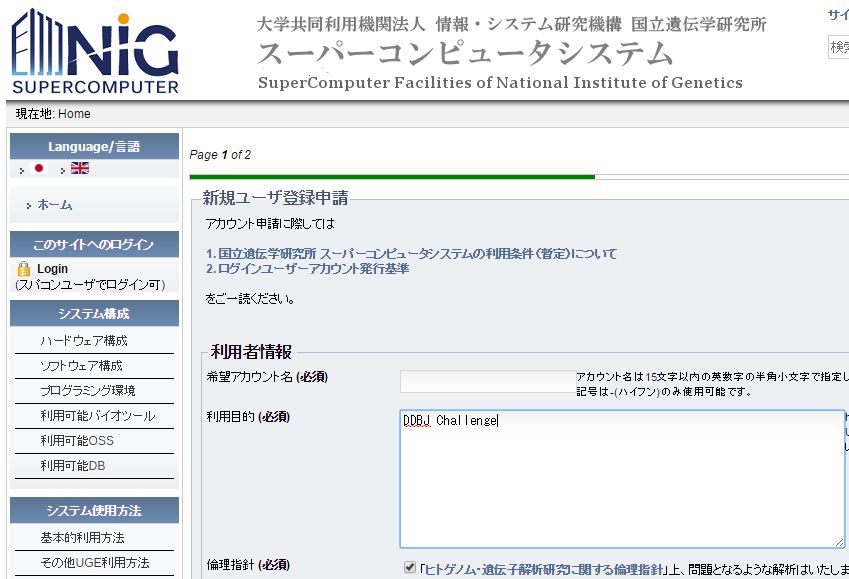 NIG
SUPERCOMPUTER
大学共同利用機関法人 情報・システム研究機構 国立遺伝学研究所
スーパーコンピュータシステム
SuperComputer Facilities of National Institute of Genetics
サイ
検索
現在地: Home
Language/言語
ホーム
このサイトへのログイン
Login
(スパコンユーザでログイン可)
システム構成
ハードウェア構成
ソフトウェア構成
プログラミング環境
利用可能バイオツール
利用可能OSS
利用可能DB
システム使用方法
基本的利用方法
その他UGE利用方法
Page 1 of 2
新規ユーザ登録申請
アカウント申請に際しては
1. 国立遺伝学研究所 スーパーコンピュータシステムの利用条件(暫定)について
2. ログインユーザーアカウント発行基準
をご一読ください。
利用者情報
希望アカウント名 (必須)
アカウント名は15文字以内の英数字の半角小文字で指定し
記号は-(ハイフン)のみ使用可能です。
利用目的 (必須)
DDBJ Challenge
倫理指針 (必須)
「ヒトゲノム・遺伝子解析研究に関する倫理指針」上、問題となるような解析はいたしま